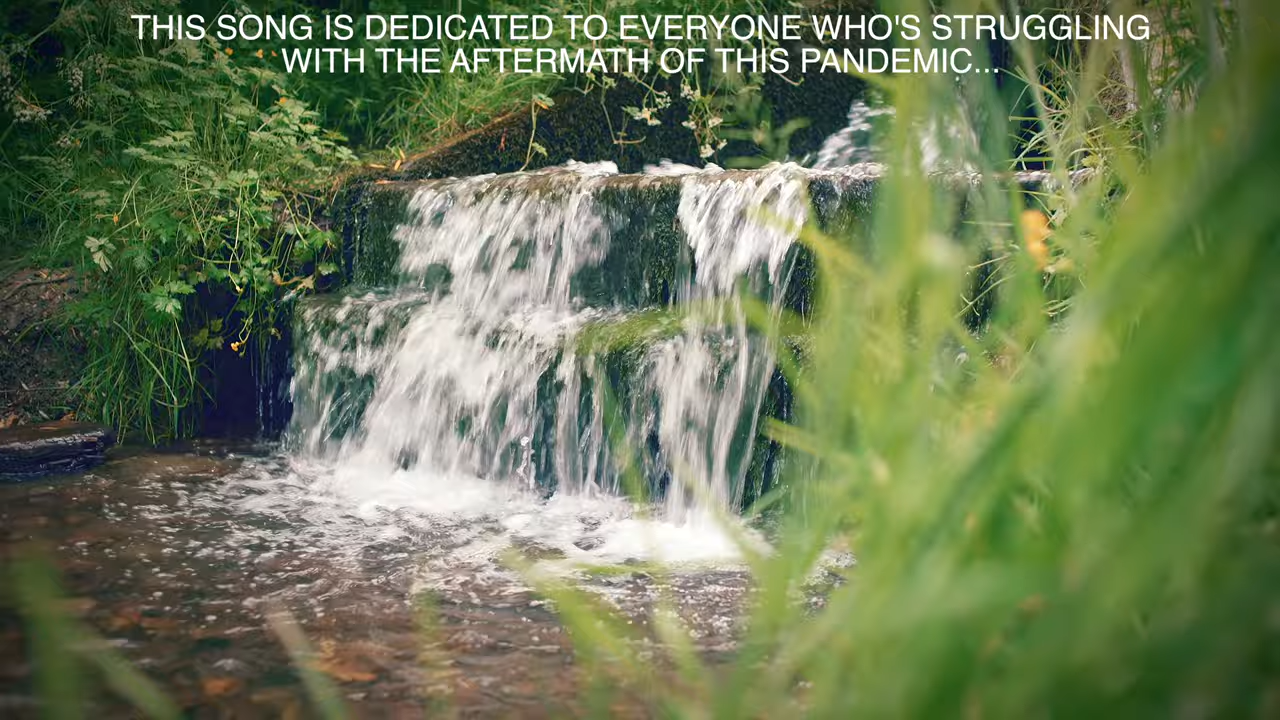 THIS SONG IS DEDICATED TO EVERYONE WHO'S STRUGGLING
WITH THE AFTERMATH OF THIS PANDEMIC...